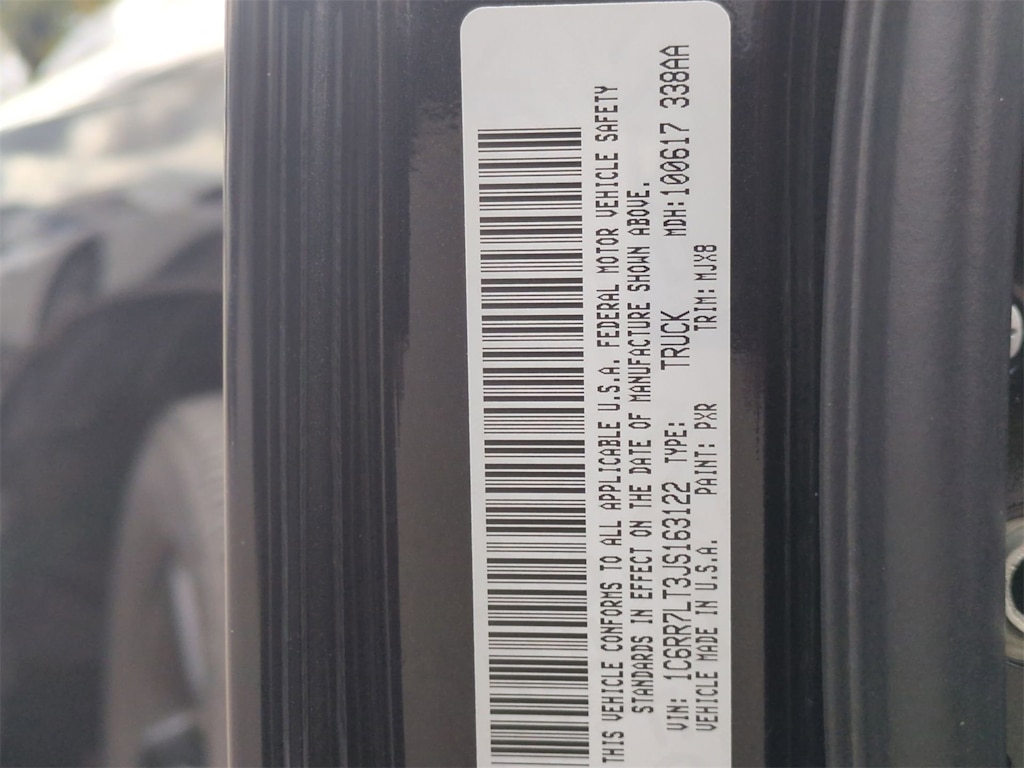 THIS VEHICLE CONFORMS TO ALL APPLICABLE U.S.A. FEDERAL MOTOR VEHICLE SAFETY
STANDARDS IN EFFECT ON THE DATE OF MANUFACTURE SHOWN ABOVE.
VIN: 1C6RR7LT3JS163122 TYPE: TRUCK MDH: 100617 338AA
VEHICLE MADE IN U.S.A. PAINT: PXR TRIM: MJX8